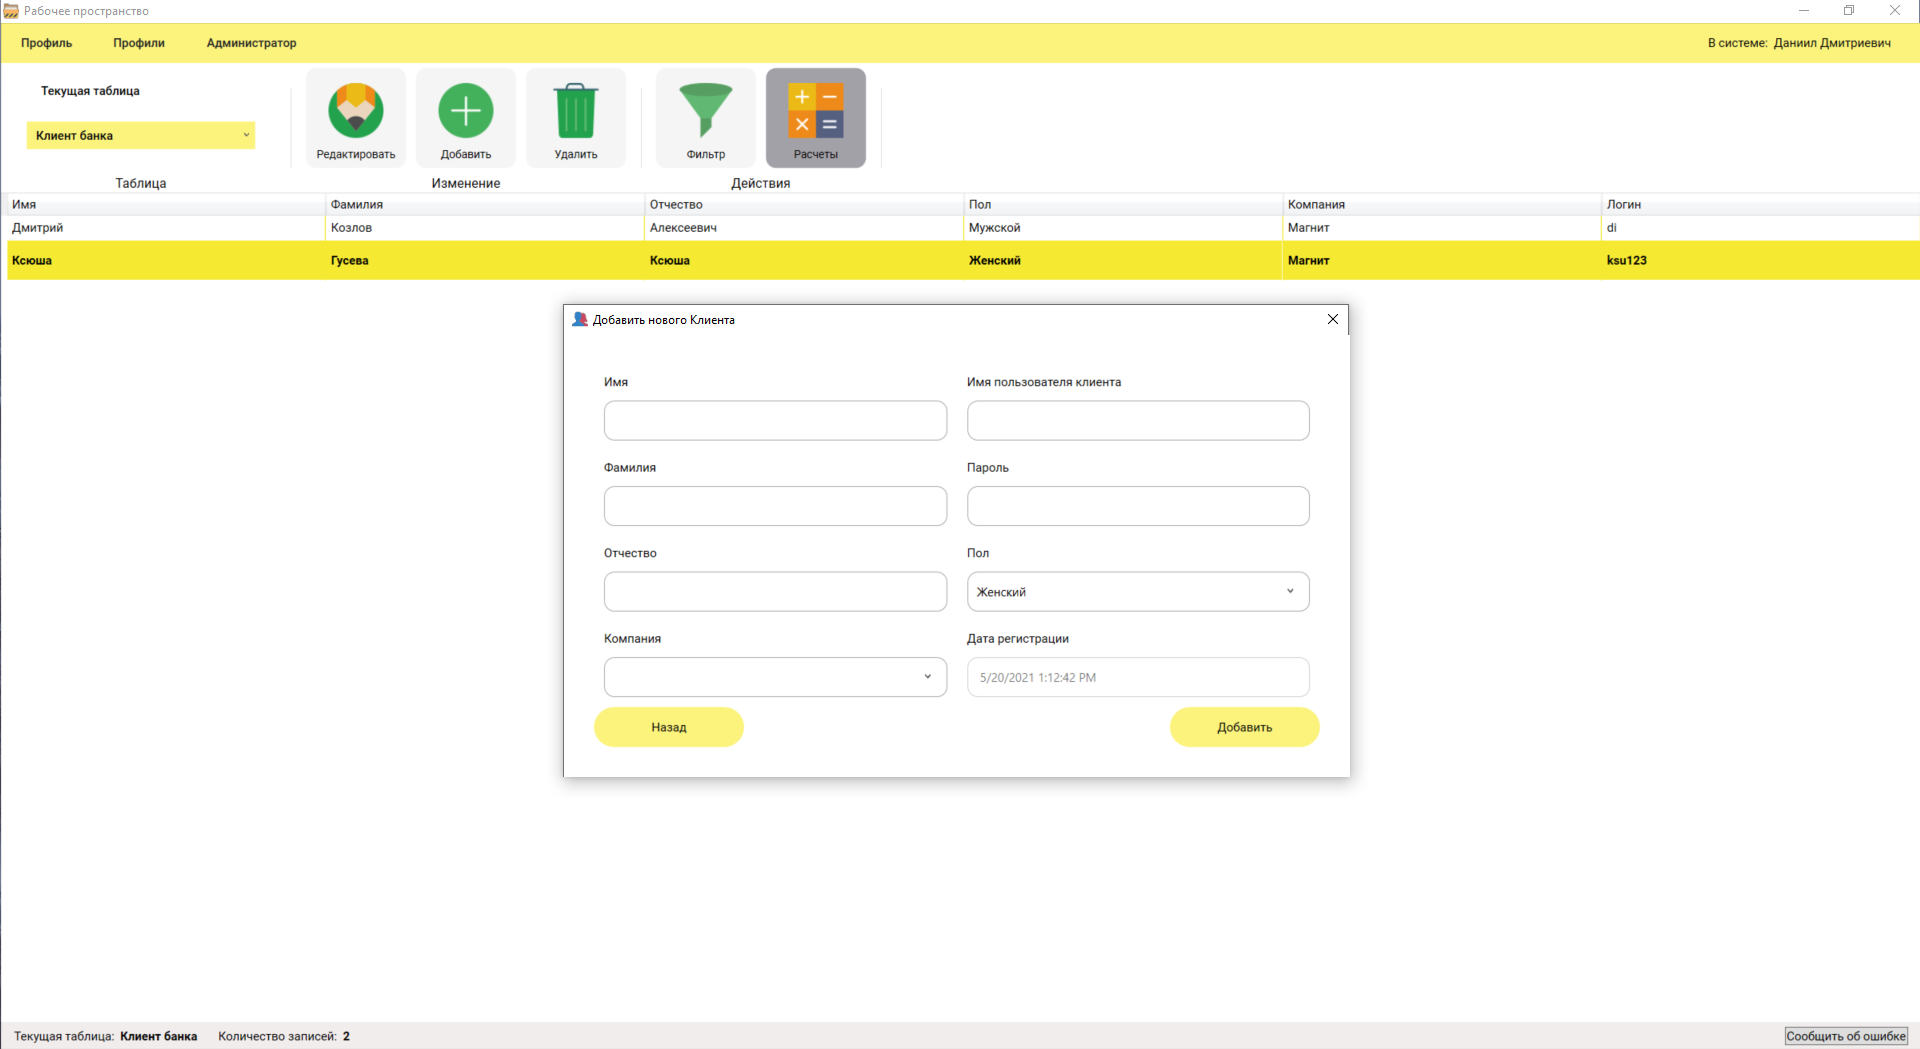 Рабочее пространство
Профиль Профили Администратор В системе: Даниил Дмитриевич
Текущая таблица
Клиент банка
Редактировать Добавить Удалить Фильтр Расчеты
Таблица Изменение Действия
Имя Фамилия Отчество Пол Компания Логин
Дмитрий Козлов Алексеевич Мужской Магнит di
Ксюша Гусева Ксюша Женский Магнит ksu123
Добавить нового Клиента
Имя Имя пользователя клиента
Фамилия Пароль
Отчество Пол
Женский
Компания Дата регистрации
5/20/2021 1:12:42 PM
Назад Добавить
Текущая таблица: Клиент банка Количество записей: 2 Сообщить об ошибке